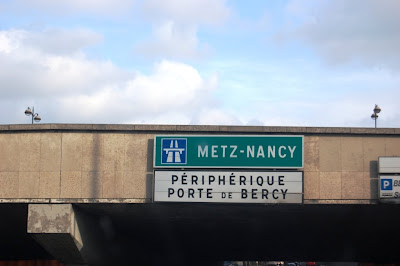 METZ-NANCY
PÉRIPHÉRIQUE
PORTE DE BERCY
P